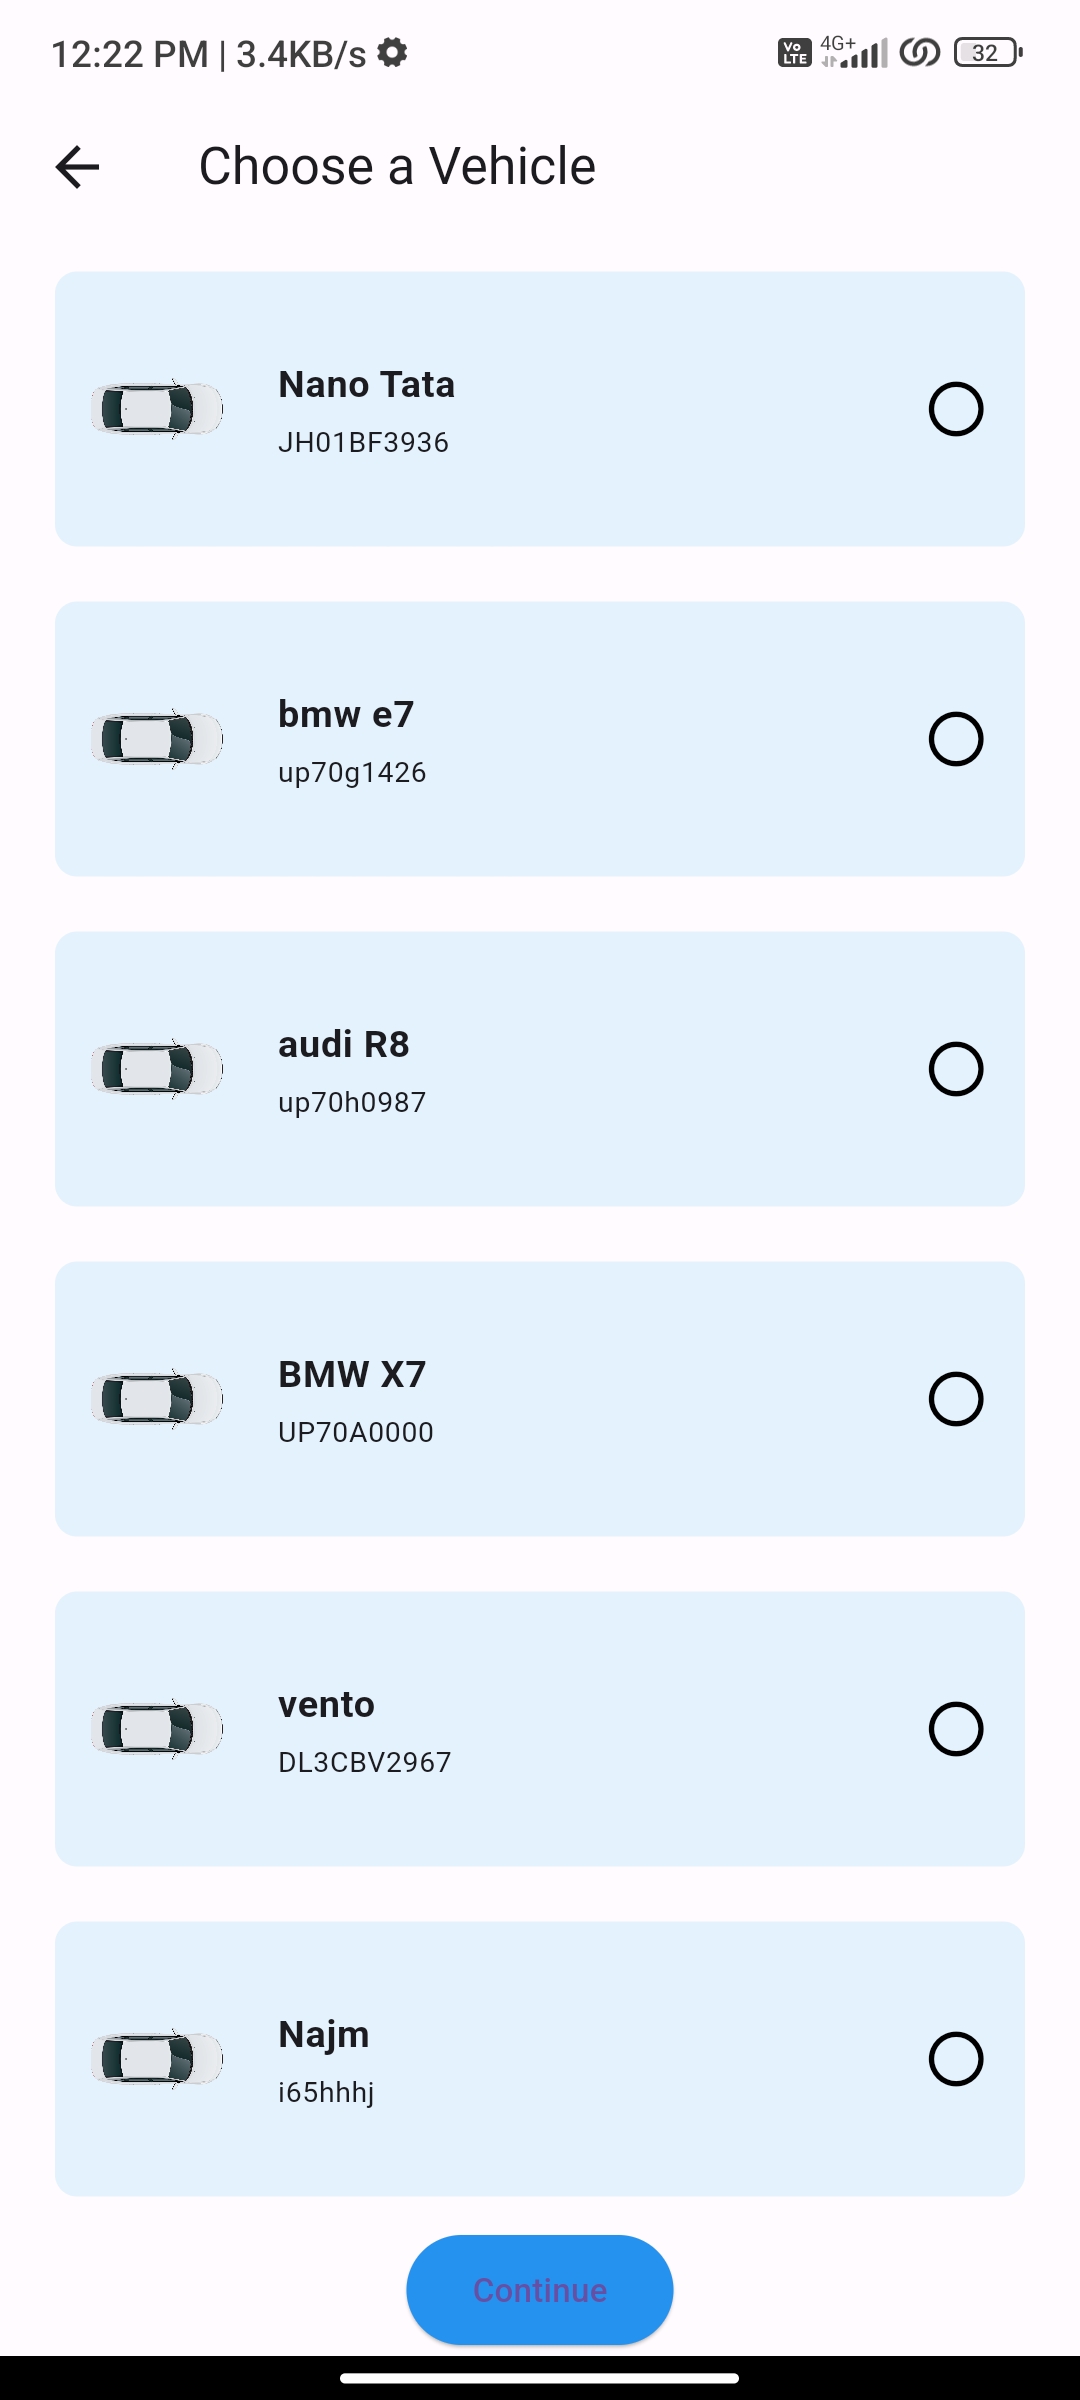 12:22 PM | 3.4KB/s
Vo LTE 4G+ 32
Choose a Vehicle
Nano Tata
JH01BF3936
bmw e7
up70g1426
audi R8
up70h0987
BMW X7
UP70A0000
vento
DL3CBV2967
Najm
i65hhhj
Continue